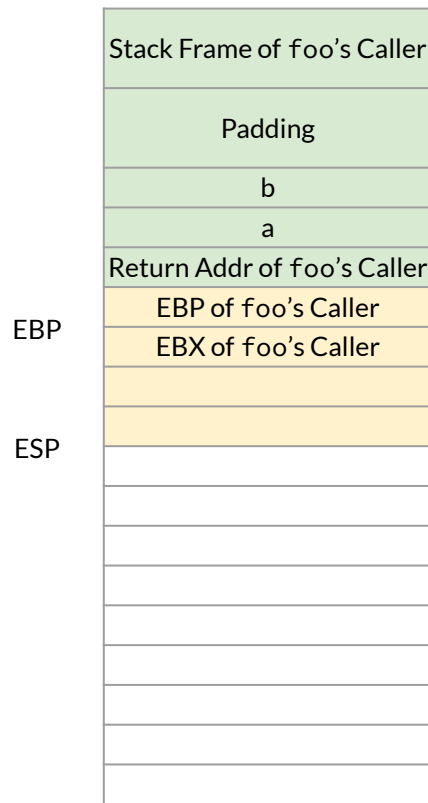 Stack Frame of foo's Caller
Padding
b
a
Return Addr of foo's Caller
EBP of foo's Caller
EBP
EBX of foo's Caller
ESP